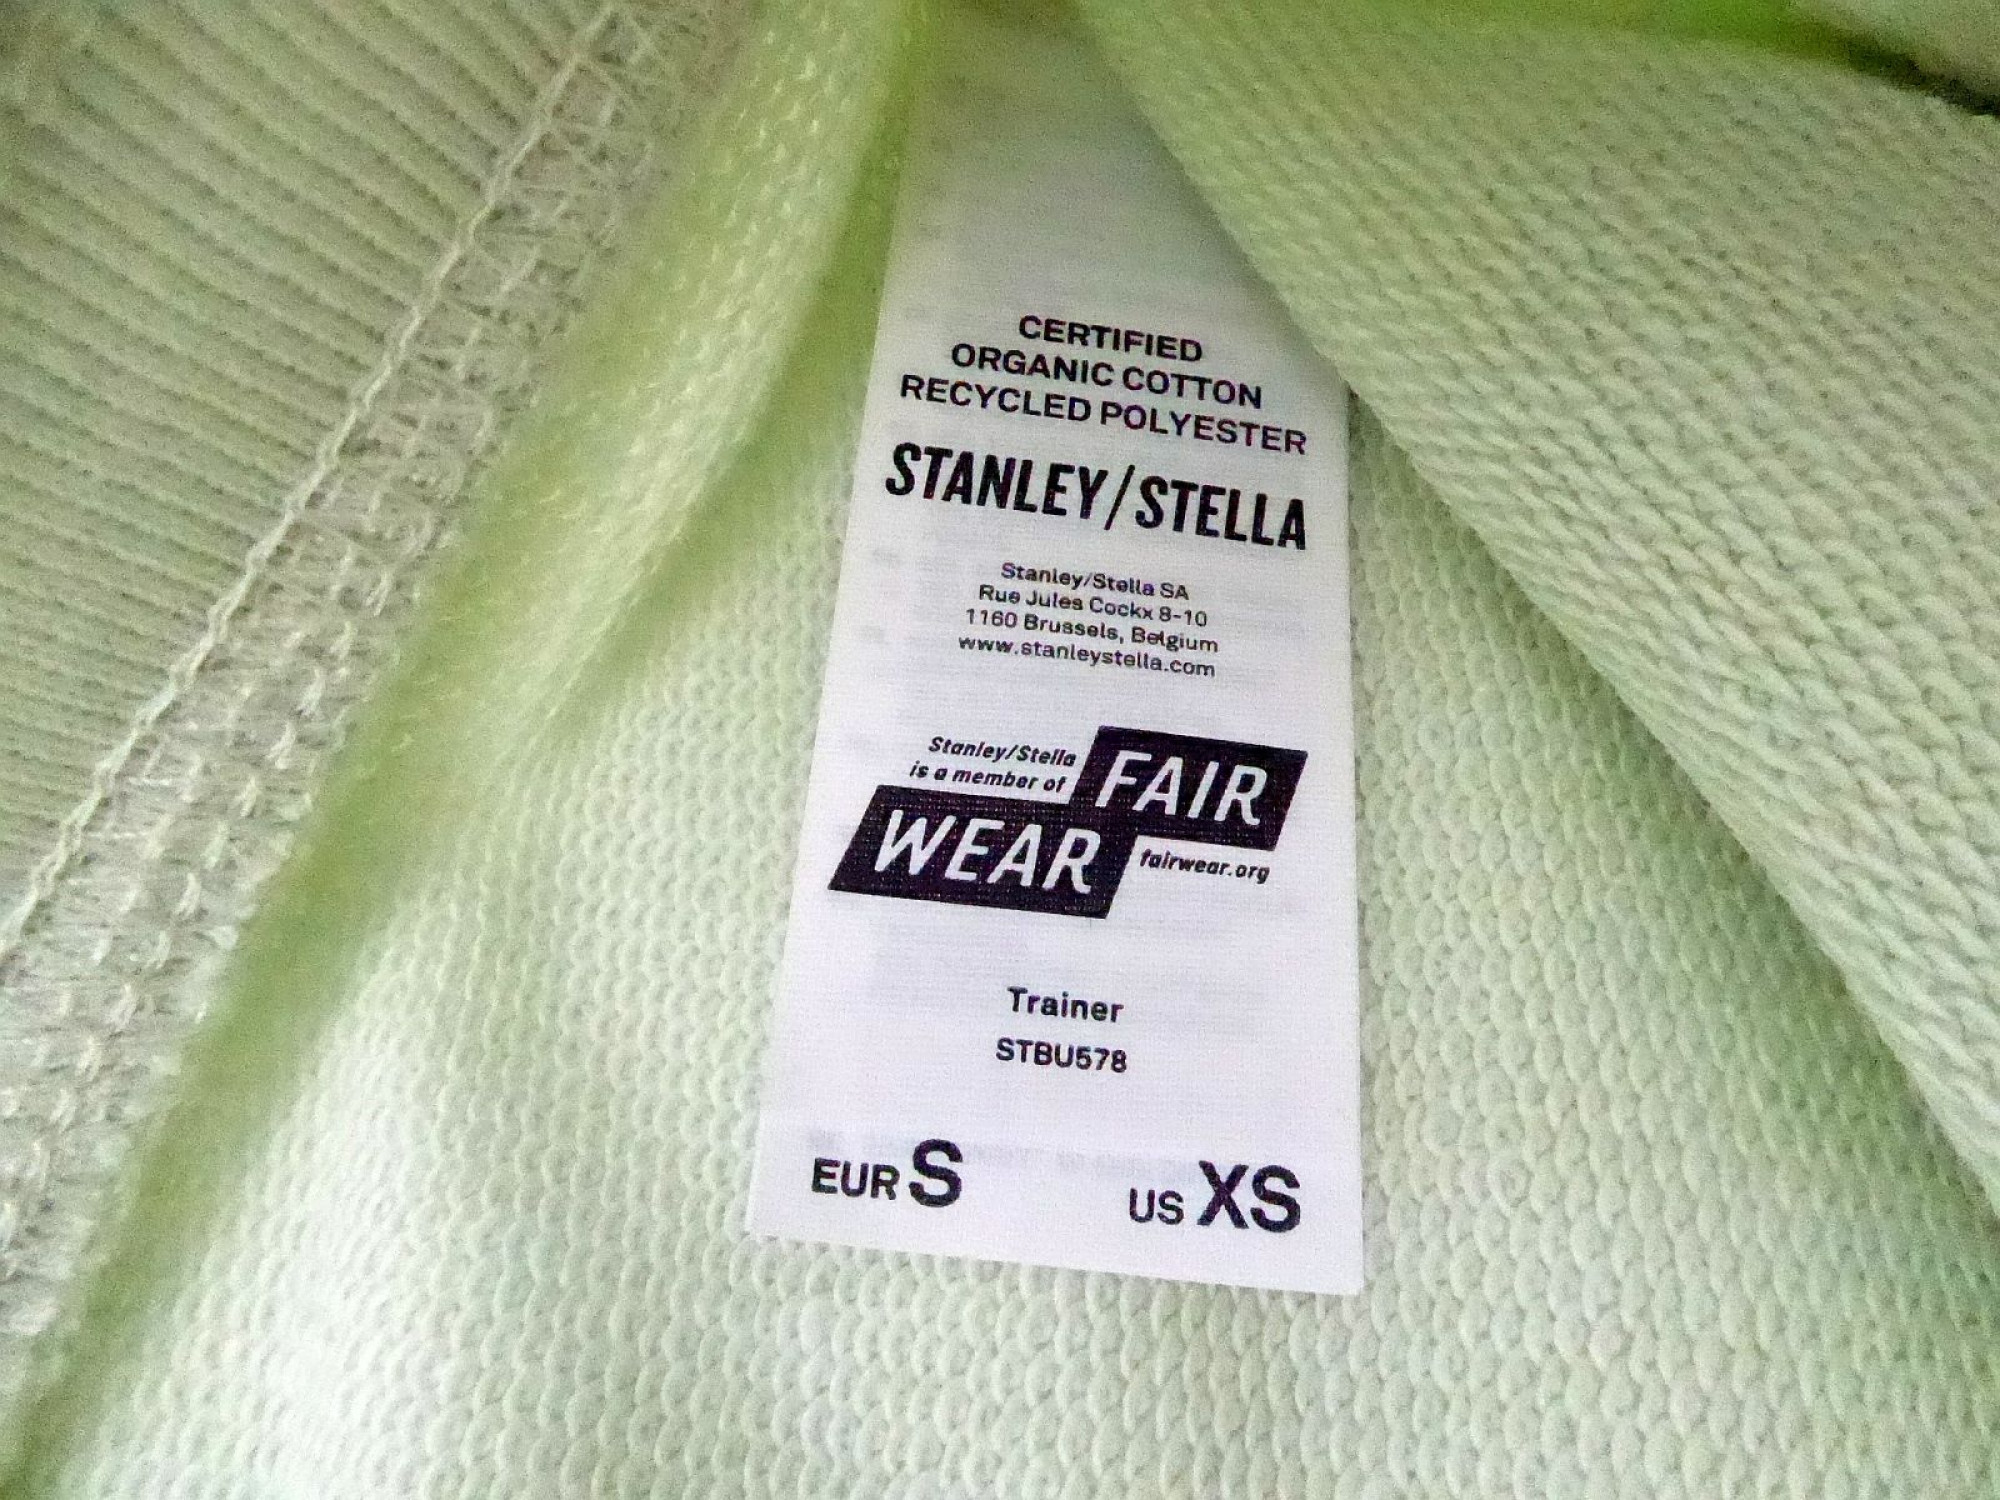 CERTIFIED
ORGANIC COTTON
RECYCLED POLYESTER
STANLEY/STELLA
Stanley/Stella SA
Rue Jules Cockx 8-10
1160 Brussels, Belgium
www.stanleystella.com
Stanley/Stella
is a member of
FAIR
WEAR
fairwear.org
Trainer
STBU578
EUR S US XS